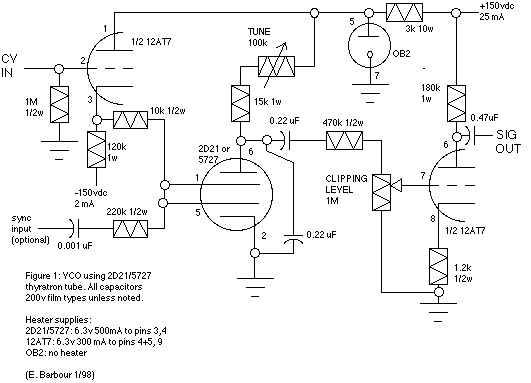 +150vdc
25 mA
1
1/2 12AT7
TUNE
100k
5
3k 10w
CV
IN
2
OB2
7
3
1M
1/2w
10k 1/2w
15k 1w
180k
1w
0.47uF
SIG
OUT
120k
1w
0.22 uF
470k 1/2w
2D21 or
5727
6
6
-150vdc
2 mA
1
CLIPPING
LEVEL
1M
7
sync
input
(optional)
220k 1/2w
5
0.001 uF
2
0.22 uF
8
1/2 12AT7
1.2k
1/2w
Figure 1: VCO using 2D21/5727
thyratron tube. All capacitors
200v film types unless noted.
Heater supplies:
2D21/5727: 6.3v 500mA to pins 3,4
12AT7: 6.3v 300 mA to pins 4+5, 9
OB2: no heater
(E. Barbour 1/98)